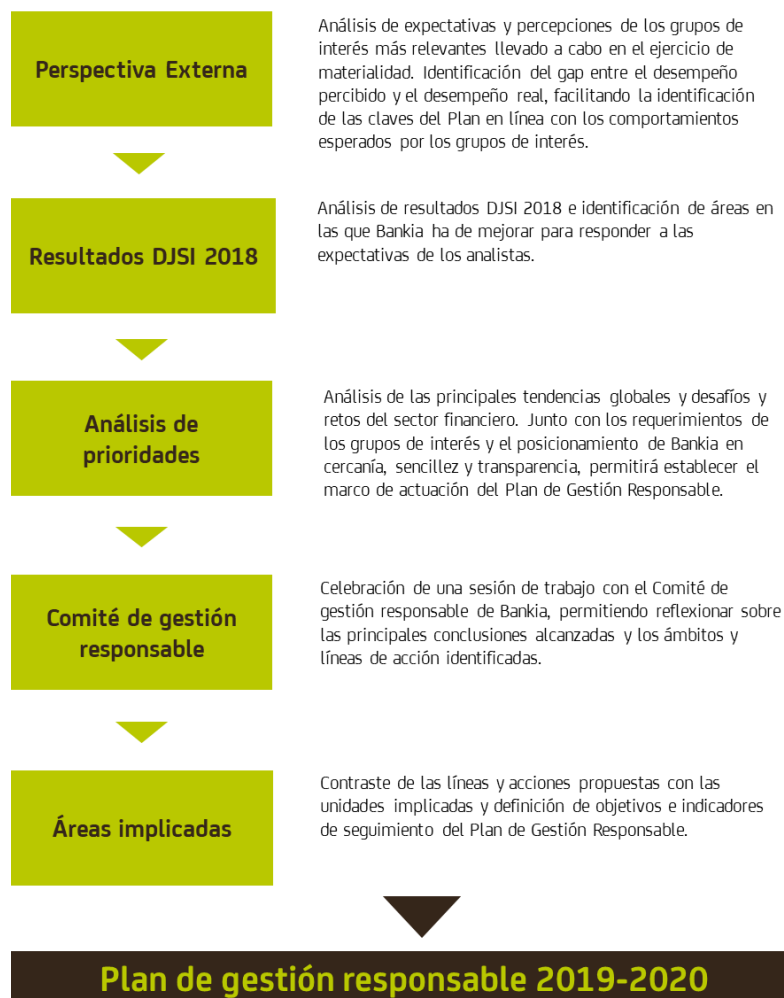 Perspectiva Externa
Análisis de expectativas y percepciones de los grupos de
interés más relevantes llevado a cabo en el ejercicio de
materialidad. Identificación del gap entre el desempeño
percibido y el desempeño real, facilitando la identificación
de las claves del Plan en línea con los comportamientos
esperados por los grupos de interés.
Resultados DJSI 2018
Análisis de resultados DJSI 2018 e identificación de áreas en
las que Bankia ha de mejorar para responder a las
expectativas de los analistas.
Análisis de
prioridades
Análisis de las principales tendencias globales y desafíos y
retos del sector financiero. Junto con los requerimientos de
los grupos de interés y el posicionamiento de Bankia en
cercanía, sencillez y transparencia, permitirá establecer el
marco de actuación del Plan de Gestión Responsable.
Comité de gestión
responsable
Celebración de una sesión de trabajo con el Comité de
gestión responsable de Bankia, permitiendo reflexionar sobre
las principales conclusiones alcanzadas y los ámbitos y
líneas de acción identificadas.
Áreas implicadas
Contraste de las líneas y acciones propuestas con las
unidades implicadas y definición de objetivos e indicadores
de seguimiento del Plan de Gestión Responsable.
Plan de gestión responsable 2019-2020